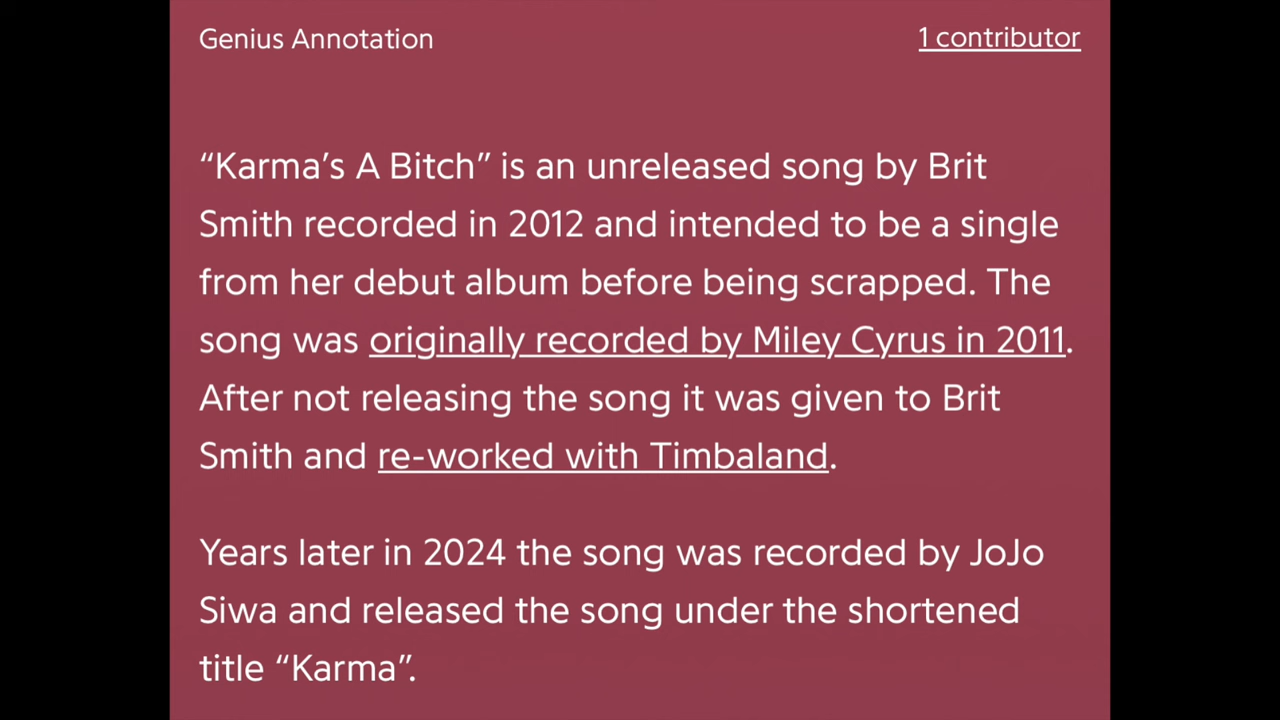 Genius Annotation
1 contributor
“Karma’s A Bitch” is an unreleased song by Brit
Smith recorded in 2012 and intended to be a single
from her debut album before being scrapped. The
song was originally recorded by Miley Cyrus in 2011.
After not releasing the song it was given to Brit
Smith and re-worked with Timbaland.
Years later in 2024 the song was recorded by JoJo
Siwa and released the song under the shortened
title “Karma”.